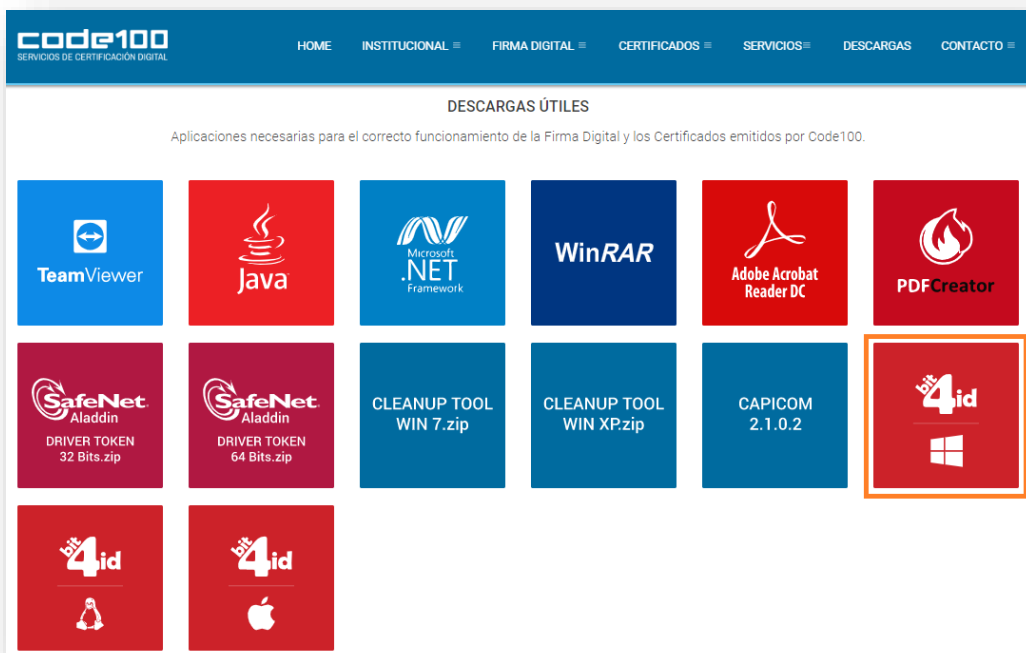 code100
SERVICIOS DE CERTIFICACIÓN DIGITAL
HOME INSTITUCIONAL FIRMA DIGITAL CERTIFICADOS SERVICIOS DESCARGAS CONTACTO
DESCARGAS ÚTILES
Aplicaciones necesarias para el correcto funcionamiento de la Firma Digital y los Certificados emitidos por Code100.
TeamViewer
Java
Microsoft
.NET
Framework
WinRAR
Adobe Acrobat
Reader DC
PDFCreator
SafeNet.
Aladdin
DRIVER TOKEN
32 Bits.zip
SafeNet.
Aladdin
DRIVER TOKEN
64 Bits.zip
CLEANUP TOOL
WIN 7.zip
CLEANUP TOOL
WIN XP.zip
CAPICOM
2.1.0.2
bit4id
bit4id
bit4id